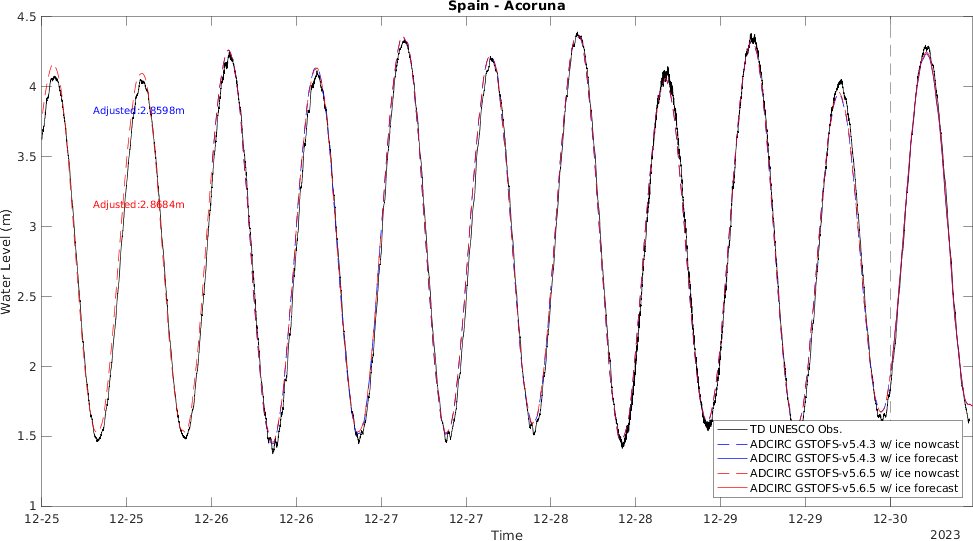 Spain - Acoruna
4.5
4
3.5
3
2.5
2
1.5
1
Water Level (m)
Adjusted:2.8598m
Adjusted:2.8684m
TD UNESCO Obs.
ADCIRC GSTOFS-v5.4.3 w/ ice nowcast
ADCIRC GSTOFS-v5.4.3 w/ ice forecast
ADCIRC GSTOFS-v5.6.5 w/ ice nowcast
ADCIRC GSTOFS-v5.6.5 w/ ice forecast
12-25 12-25 12-26 12-26 12-27 12-27 12-28 12-28 12-29 12-29 12-30
Time
2023